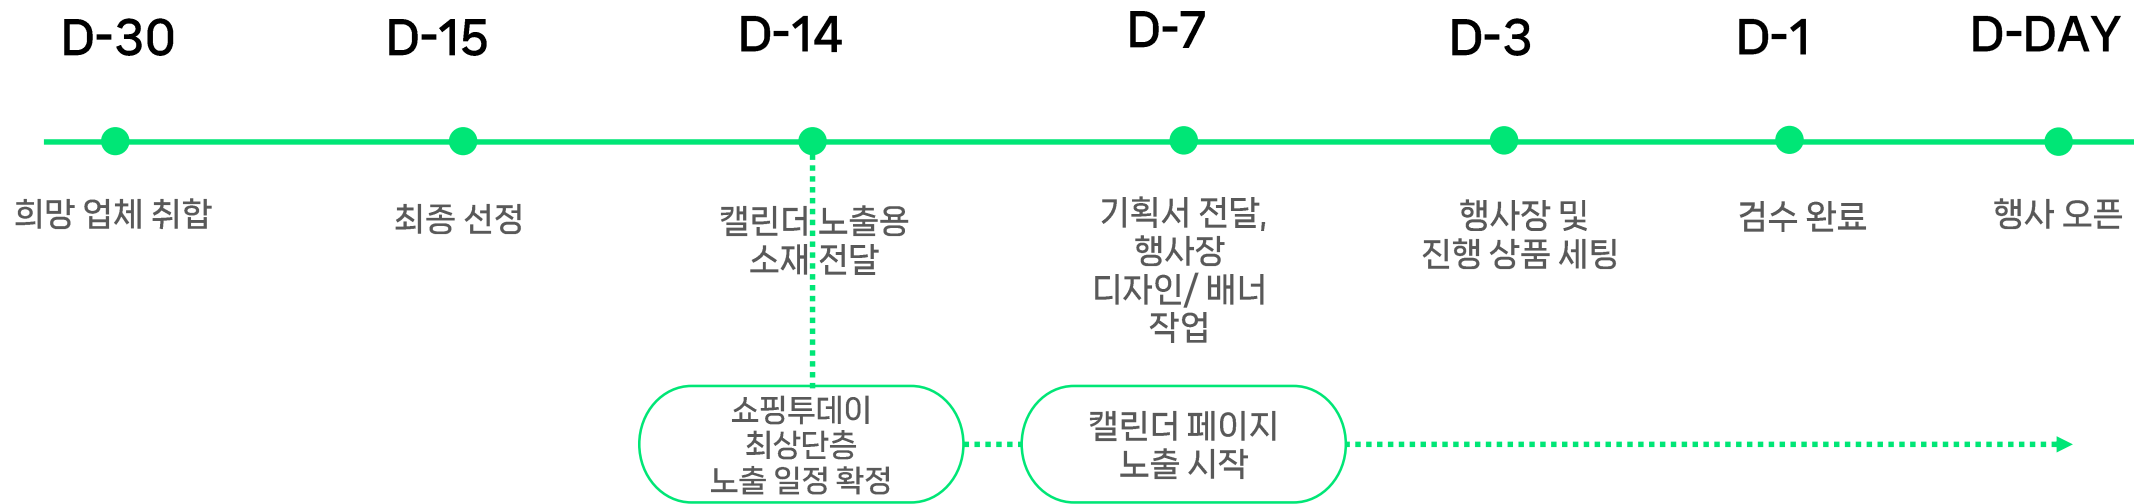 D-30
D-15
D-14
D-7
D-3
D-1
D-DAY
희망 업체 취합
최종 선정
캘린더 노출용
소재 전달
기획서 전달,
행사장
디자인/ 배너
작업
행사장 및
진행 상품 세팅
검수 완료
행사 오픈
쇼핑투데이
최상단층
노출 일정 확정
캘린더 페이지
노출 시작